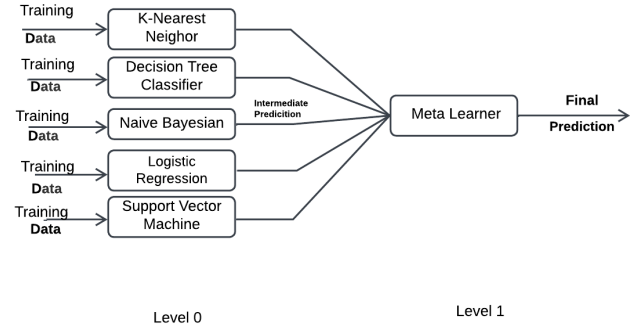 Training
Data
K-Nearest
Neighor
Training
Data
Decision Tree
Classifier
Training
Data
Naive Bayesian
Intermediate
Predicition
Training
Data
Logistic
Regression
Training
Data
Support Vector
Machine
Meta Learner
Final
Prediction
Level 0
Level 1